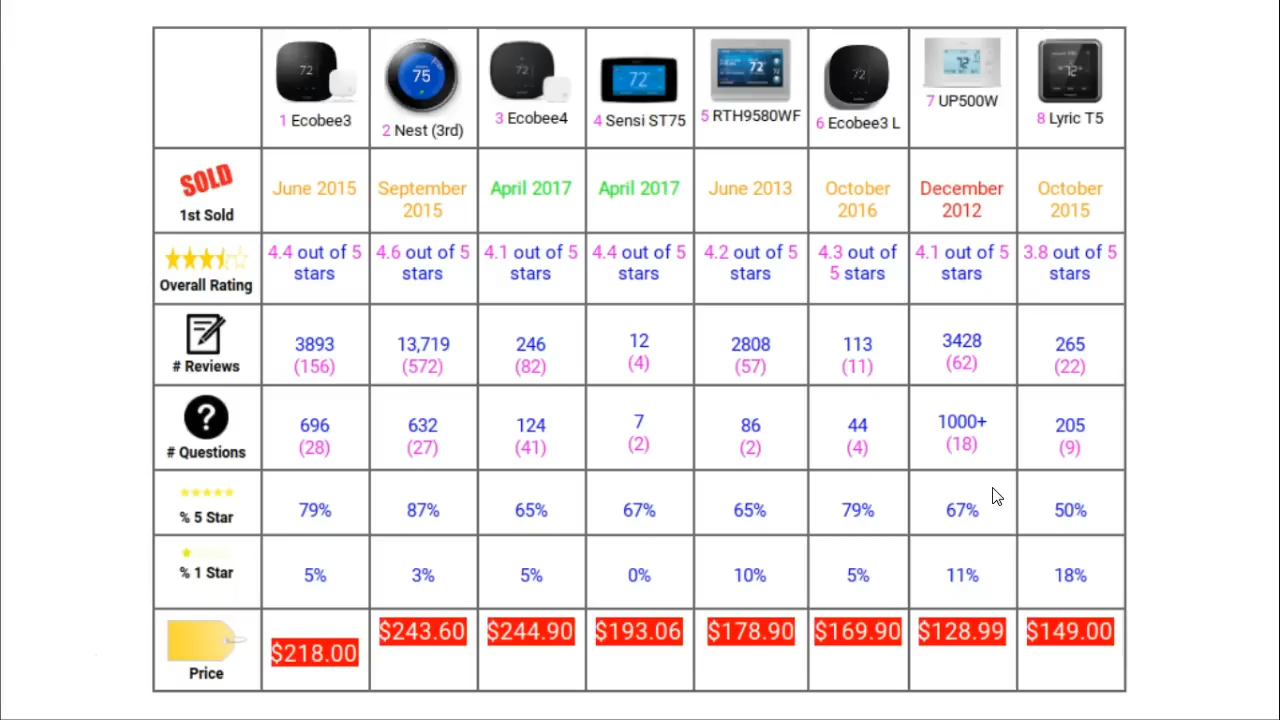 1 Ecobee3
2 Nest (3rd)
3 Ecobee4
4 Sensi ST75
5 RTH9580WF
6 Ecobee3 L
7 UP500W
8 Lyric T5
72
75
72
72
72
72
72
72
SOLD
1st Sold
June 2015
September
2015
April 2017
April 2017
June 2013
October
2016
December
2012
October
2015
Overall Rating
4.4 out of 5
stars
4.6 out of 5
stars
4.1 out of 5
stars
4.4 out of 5
stars
4.2 out of 5
stars
4.3 out of
5 stars
4.1 out of 5
stars
3.8 out of 5
stars
# Reviews
3893
(156)
13,719
(572)
246
(82)
12
(4)
2808
(57)
113
(11)
3428
(62)
265
(22)
?
# Questions
696
(28)
632
(27)
124
(41)
7
(2)
86
(2)
44
(4)
1000+
(18)
205
(9)
% 5 Star
79%
87%
65%
67%
65%
79%
67%
50%
% 1 Star
5%
3%
5%
0%
10%
5%
11%
18%
Price
$218.00
$243.60
$244.90
$193.06
$178.90
$169.90
$128.99
$149.00